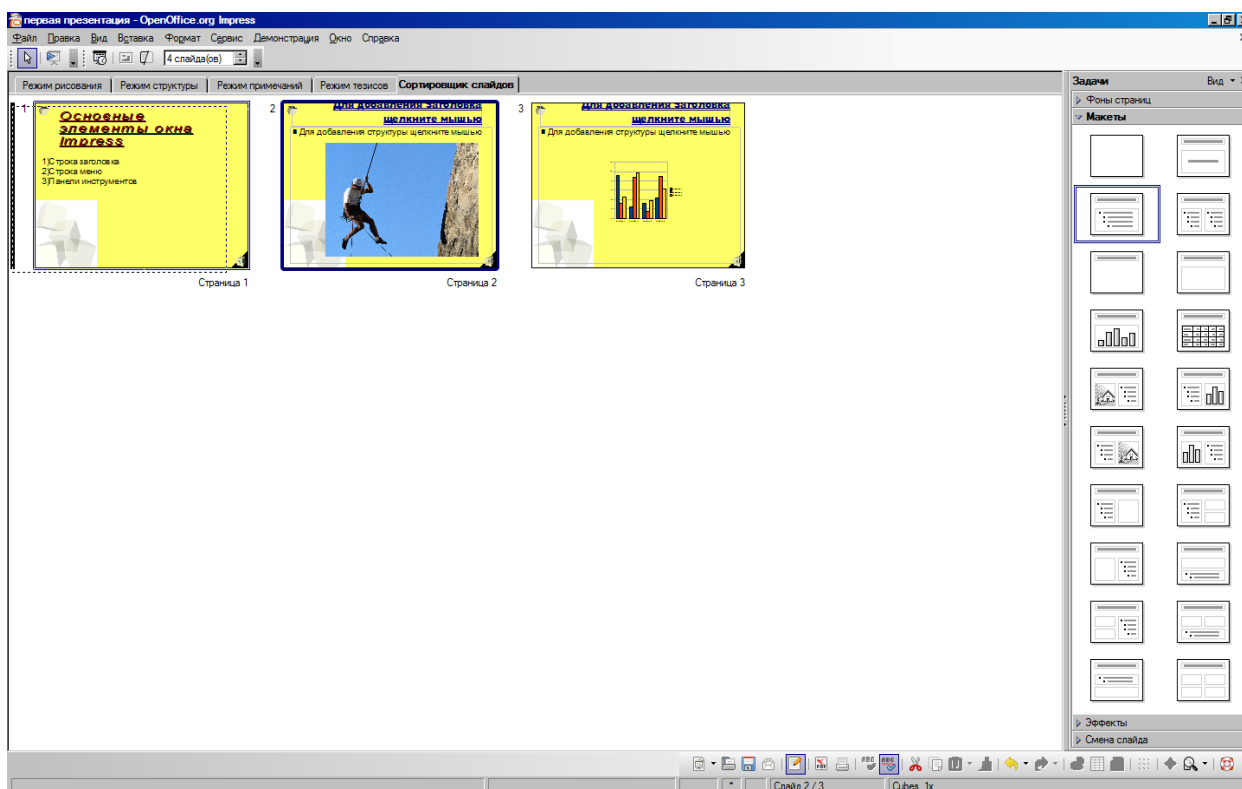 первая презентация - OpenOffice.org Impress
Файл Правка Вид Вставка Формат Сервис Демонстрация Окно Справка
4 слайда(ов)
Режим рисования Режим структуры Режим примечаний Режим тезисов Сортировщик слайдов
Задачи Вид
Фоны страниц
Макеты
1
Основные
элементы окна
Impress
1)Строка заголовка
2)Строка меню
3)Панели инструментов
Страница 1
2
Для добавления заголовка
щелкните мышью
Для добавления структуры щелкните мышью
Страница 2
3
Для добавления заголовка
щелкните мышью
Для добавления структуры щелкните мышью
Страница 3
Эффекты
Смена слайда
Слайд 2 / 3 Cubes_1x